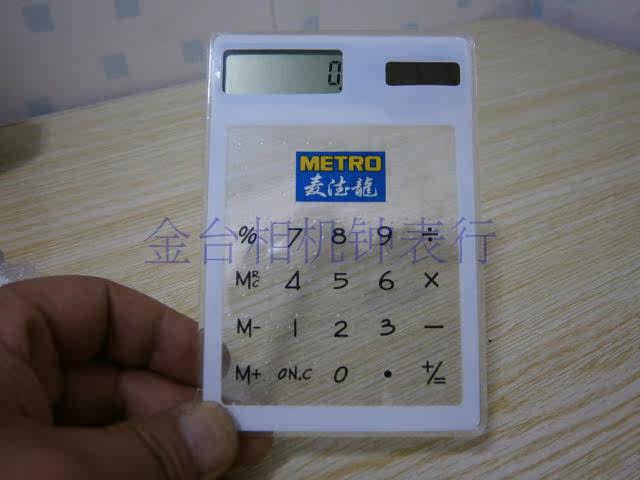 0.
METRO
麦德龍
金台相机钟表行
% 7 8 9 ÷
MRC 4 5 6 ×
M- 1 2 3 −
M+ ON.C 0 • +/=